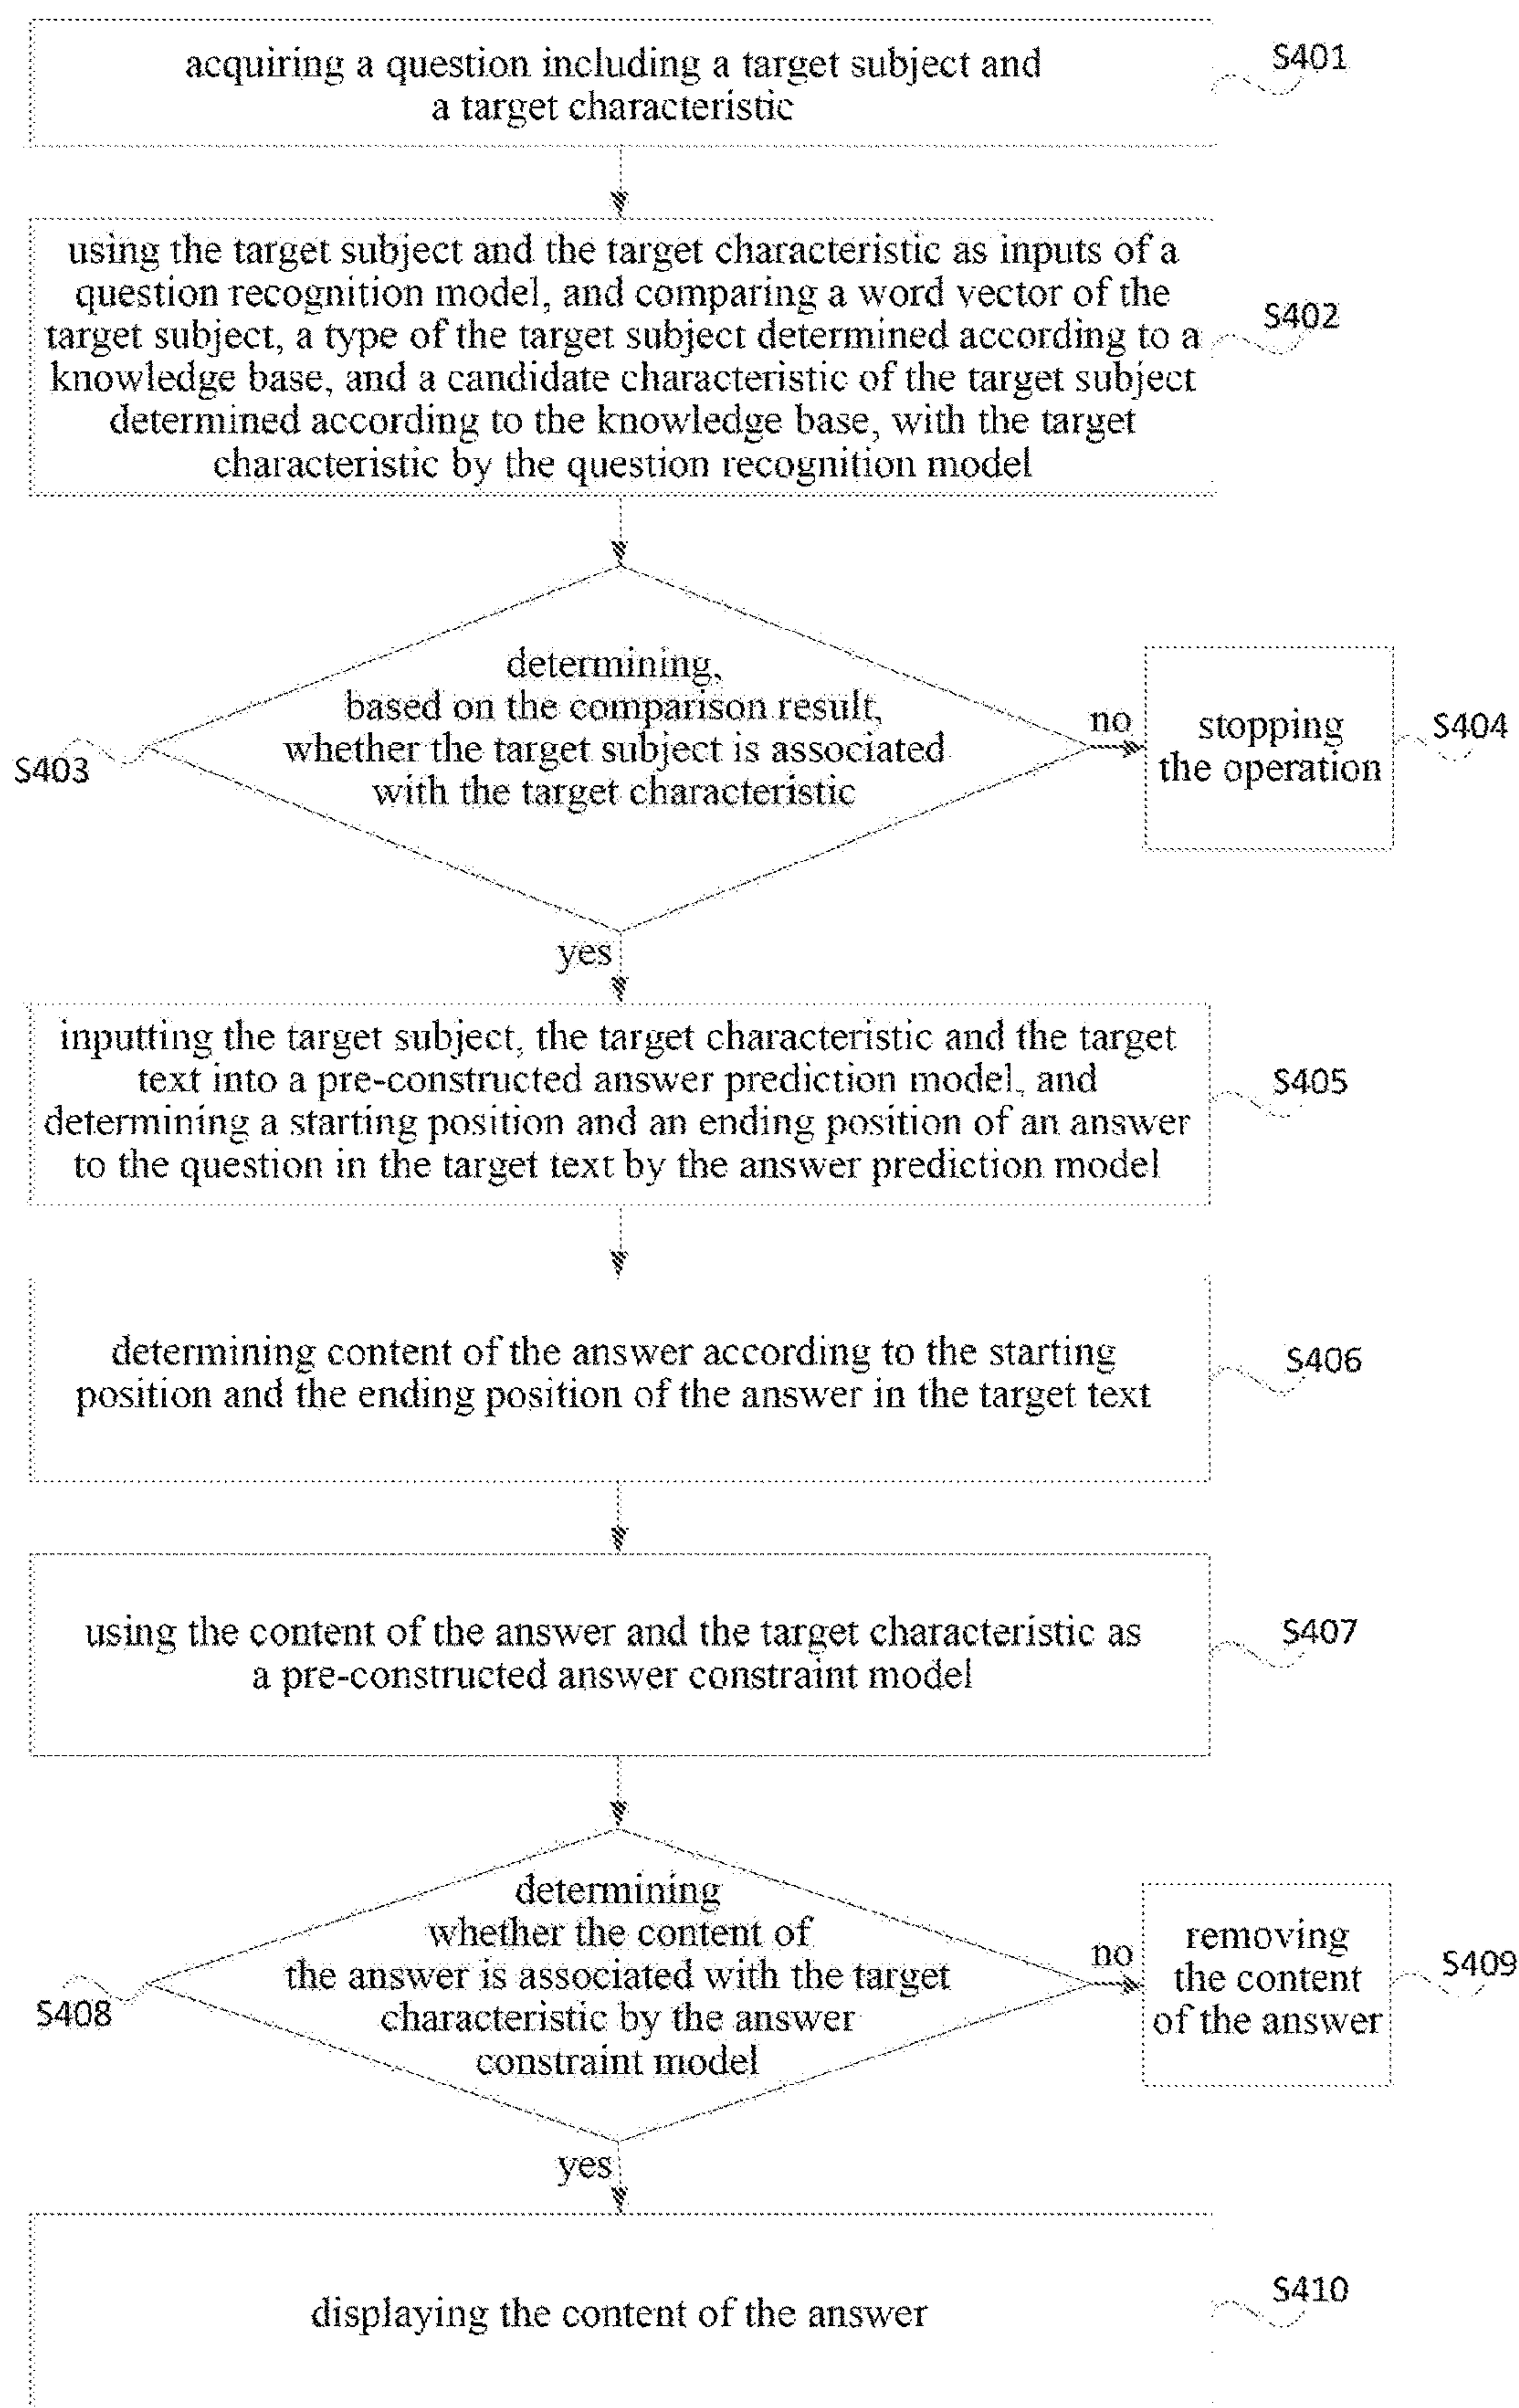 acquiring a question including a target subject and
a target characteristic
S401
using the target subject and the target characteristic as inputs of a
question recognition model, and comparing a word vector of the
target subject, a type of the target subject determined according to a
knowledge base, and a candidate characteristic of the target subject
determined according to the knowledge base, with the target
characteristic by the question recognition model
S402
determining,
based on the comparison result,
whether the target subject is associated
with the target characteristic
S403
no
stopping
the operation
S404
yes
inputting the target subject, the target characteristic and the target
text into a pre-constructed answer prediction model, and
determining a starting position and an ending position of an answer
to the question in the target text by the answer prediction model
S405
determining content of the answer according to the starting
position and the ending position of the answer in the target text
S406
using the content of the answer and the target characteristic as
a pre-constructed answer constraint model
S407
determining
whether the content of
the answer is associated with the target
characteristic by the answer
constraint model
S408
no
removing
the content
of the answer
S409
yes
displaying the content of the answer
S410